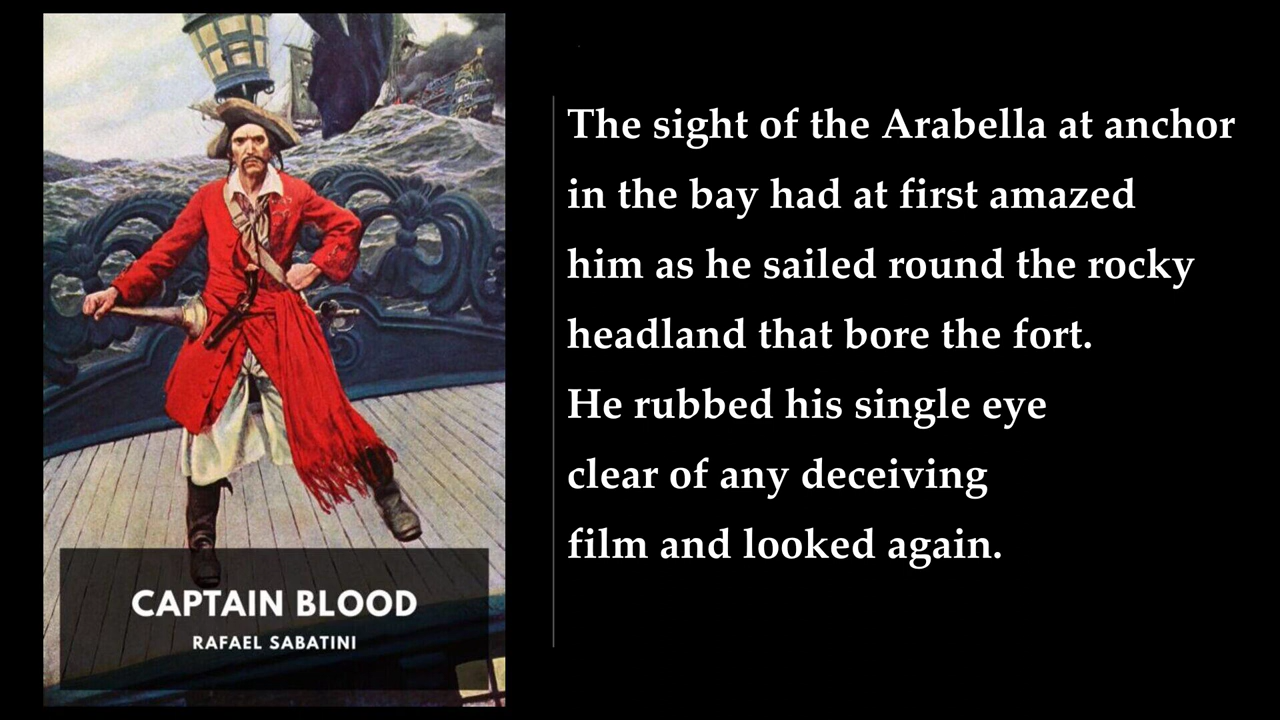 CAPTAIN BLOOD
RAFAEL SABATINI
The sight of the Arabella at anchor
in the bay had at first amazed
him as he sailed round the rocky
headland that bore the fort.
He rubbed his single eye
clear of any deceiving
film and looked again.